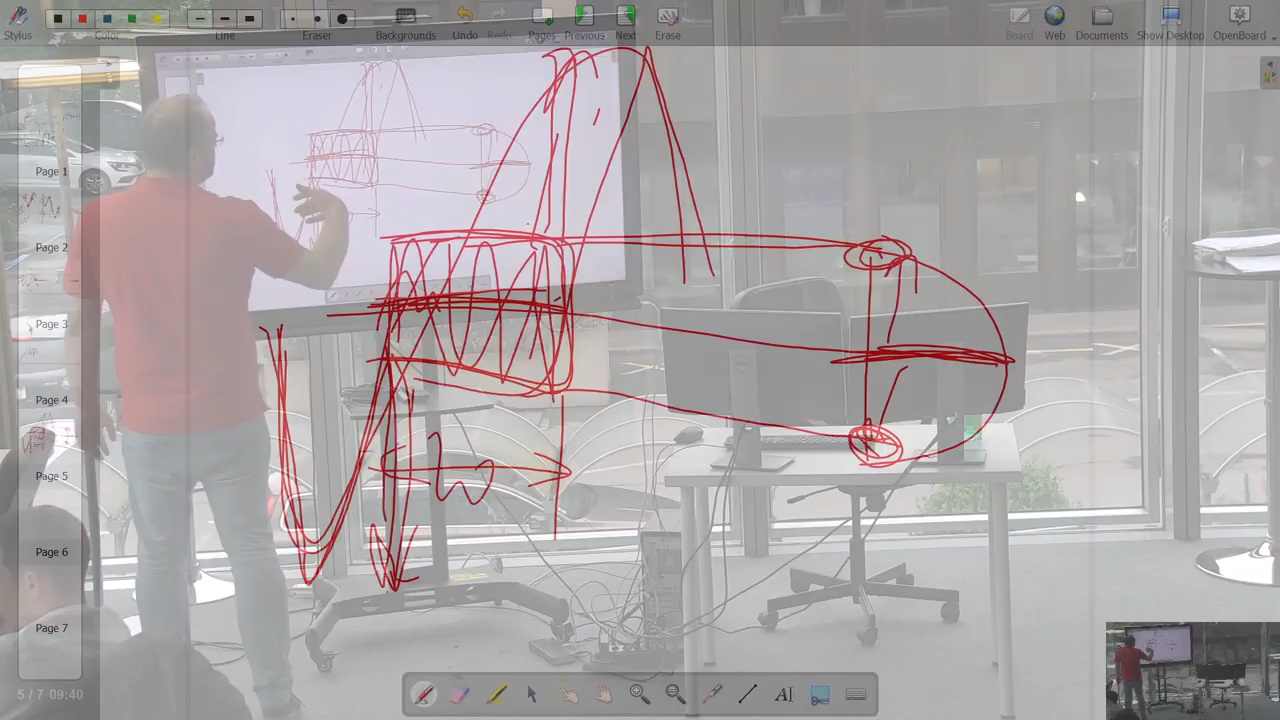 Stylus Color Line Eraser Backgrounds Undo Redo Pages Previous Next Erase Board Web Documents Show Desktop OpenBoard
Page 1
Page 2
Page 3
Page 4
Page 5
Page 6
Page 7
5 / 7 09:40
AI